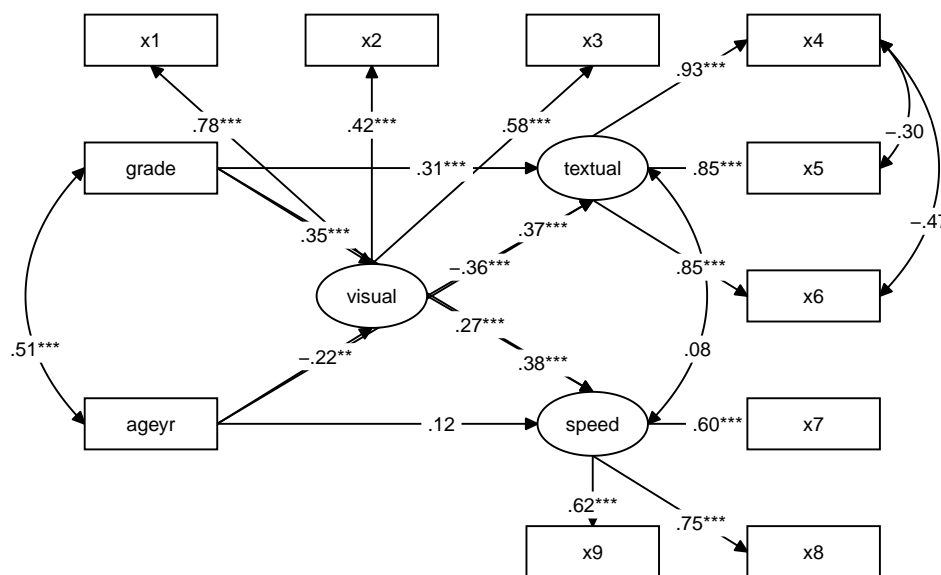 x1
x2
x3
x4
.93***
.78***
.42***
.58***
−.30
grade
.31***
textual
.85***
x5
−.47
.35***
.37***
−.36***
.85***
visual
x6
.27***
.51***
−.22**
.38***
.08
ageyr
.12
speed
.60***
x7
.62***
.75***
x9
x8